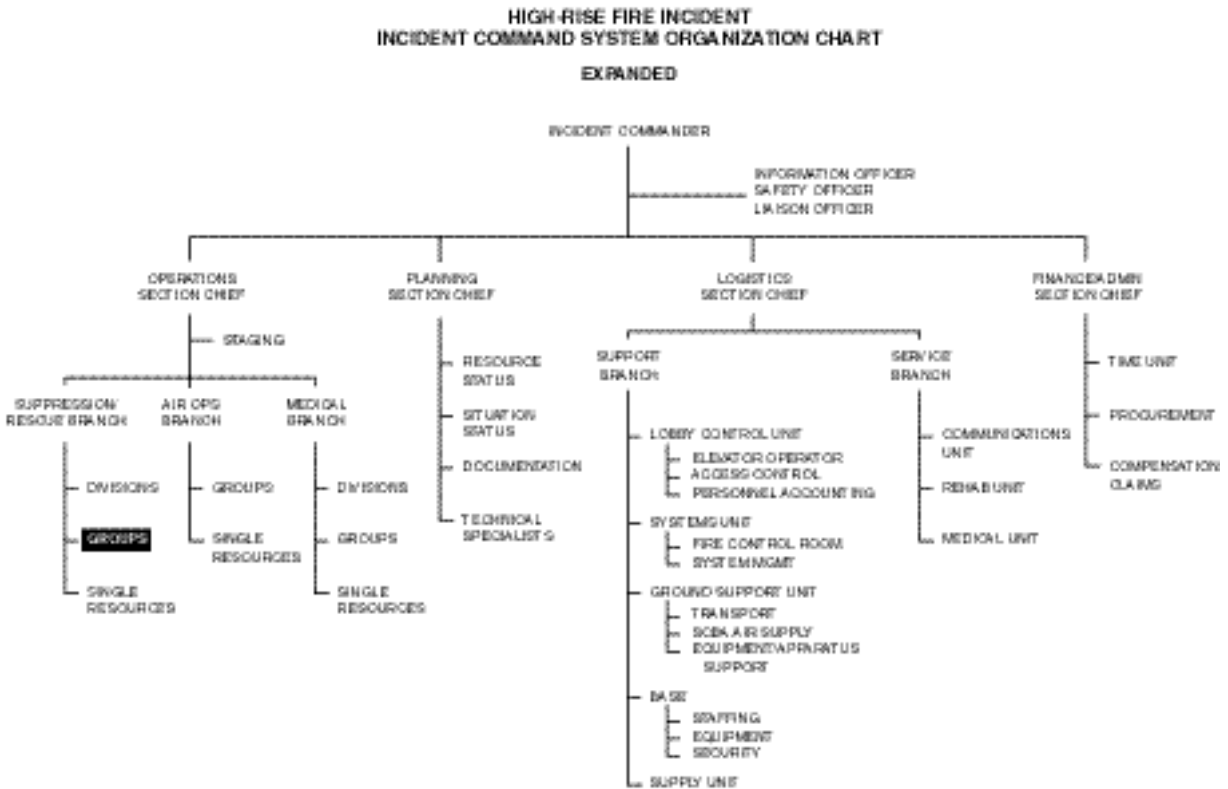 HIGH-RISE FIRE INCIDENT
INCIDENT COMMAND SYSTEM ORGANIZATION CHART
EXPANDED
INCIDENT COMMANDER
INFORMATION OFFICER
SAFETY OFFICER
LIAISON OFFICER
OPERATIONS
SECTION CHIEF
PLANNING
SECTION CHIEF
LOGISTICS
SECTION CHIEF
FINANCE/ADMIN
SECTION CHIEF
STAGING
SUPPRESSION/
RESCUE BRANCH
AIR OPS
BRANCH
MEDICAL
BRANCH
DIVISIONS
GROUPS
SINGLE
RESOURCES
GROUPS
SINGLE
RESOURCES
DIVISIONS
GROUPS
SINGLE
RESOURCES
RESOURCE
STATUS
SITUATION
STATUS
DOCUMENTATION
TECHNICAL
SPECIALISTS
SUPPORT
BRANCH
LOBBY CONTROL UNIT
ELEVATOR OPERATOR
ACCESS CONTROL
PERSONNEL ACCOUNTING
SYSTEMS UNIT
FIRE CONTROL ROOM
SYSTEM MGMT
GROUND SUPPORT UNIT
TRANSPORT
SCBA AIR SUPPLY
EQUIPMENT/APPARATUS
SUPPORT
BASE
STAFFING
EQUIPMENT
SECURITY
SUPPLY UNIT
SERVICE
BRANCH
COMMUNICATIONS
UNIT
REHAB UNIT
MEDICAL UNIT
TIME UNIT
PROCUREMENT
COMPENSATION
CLAIMS